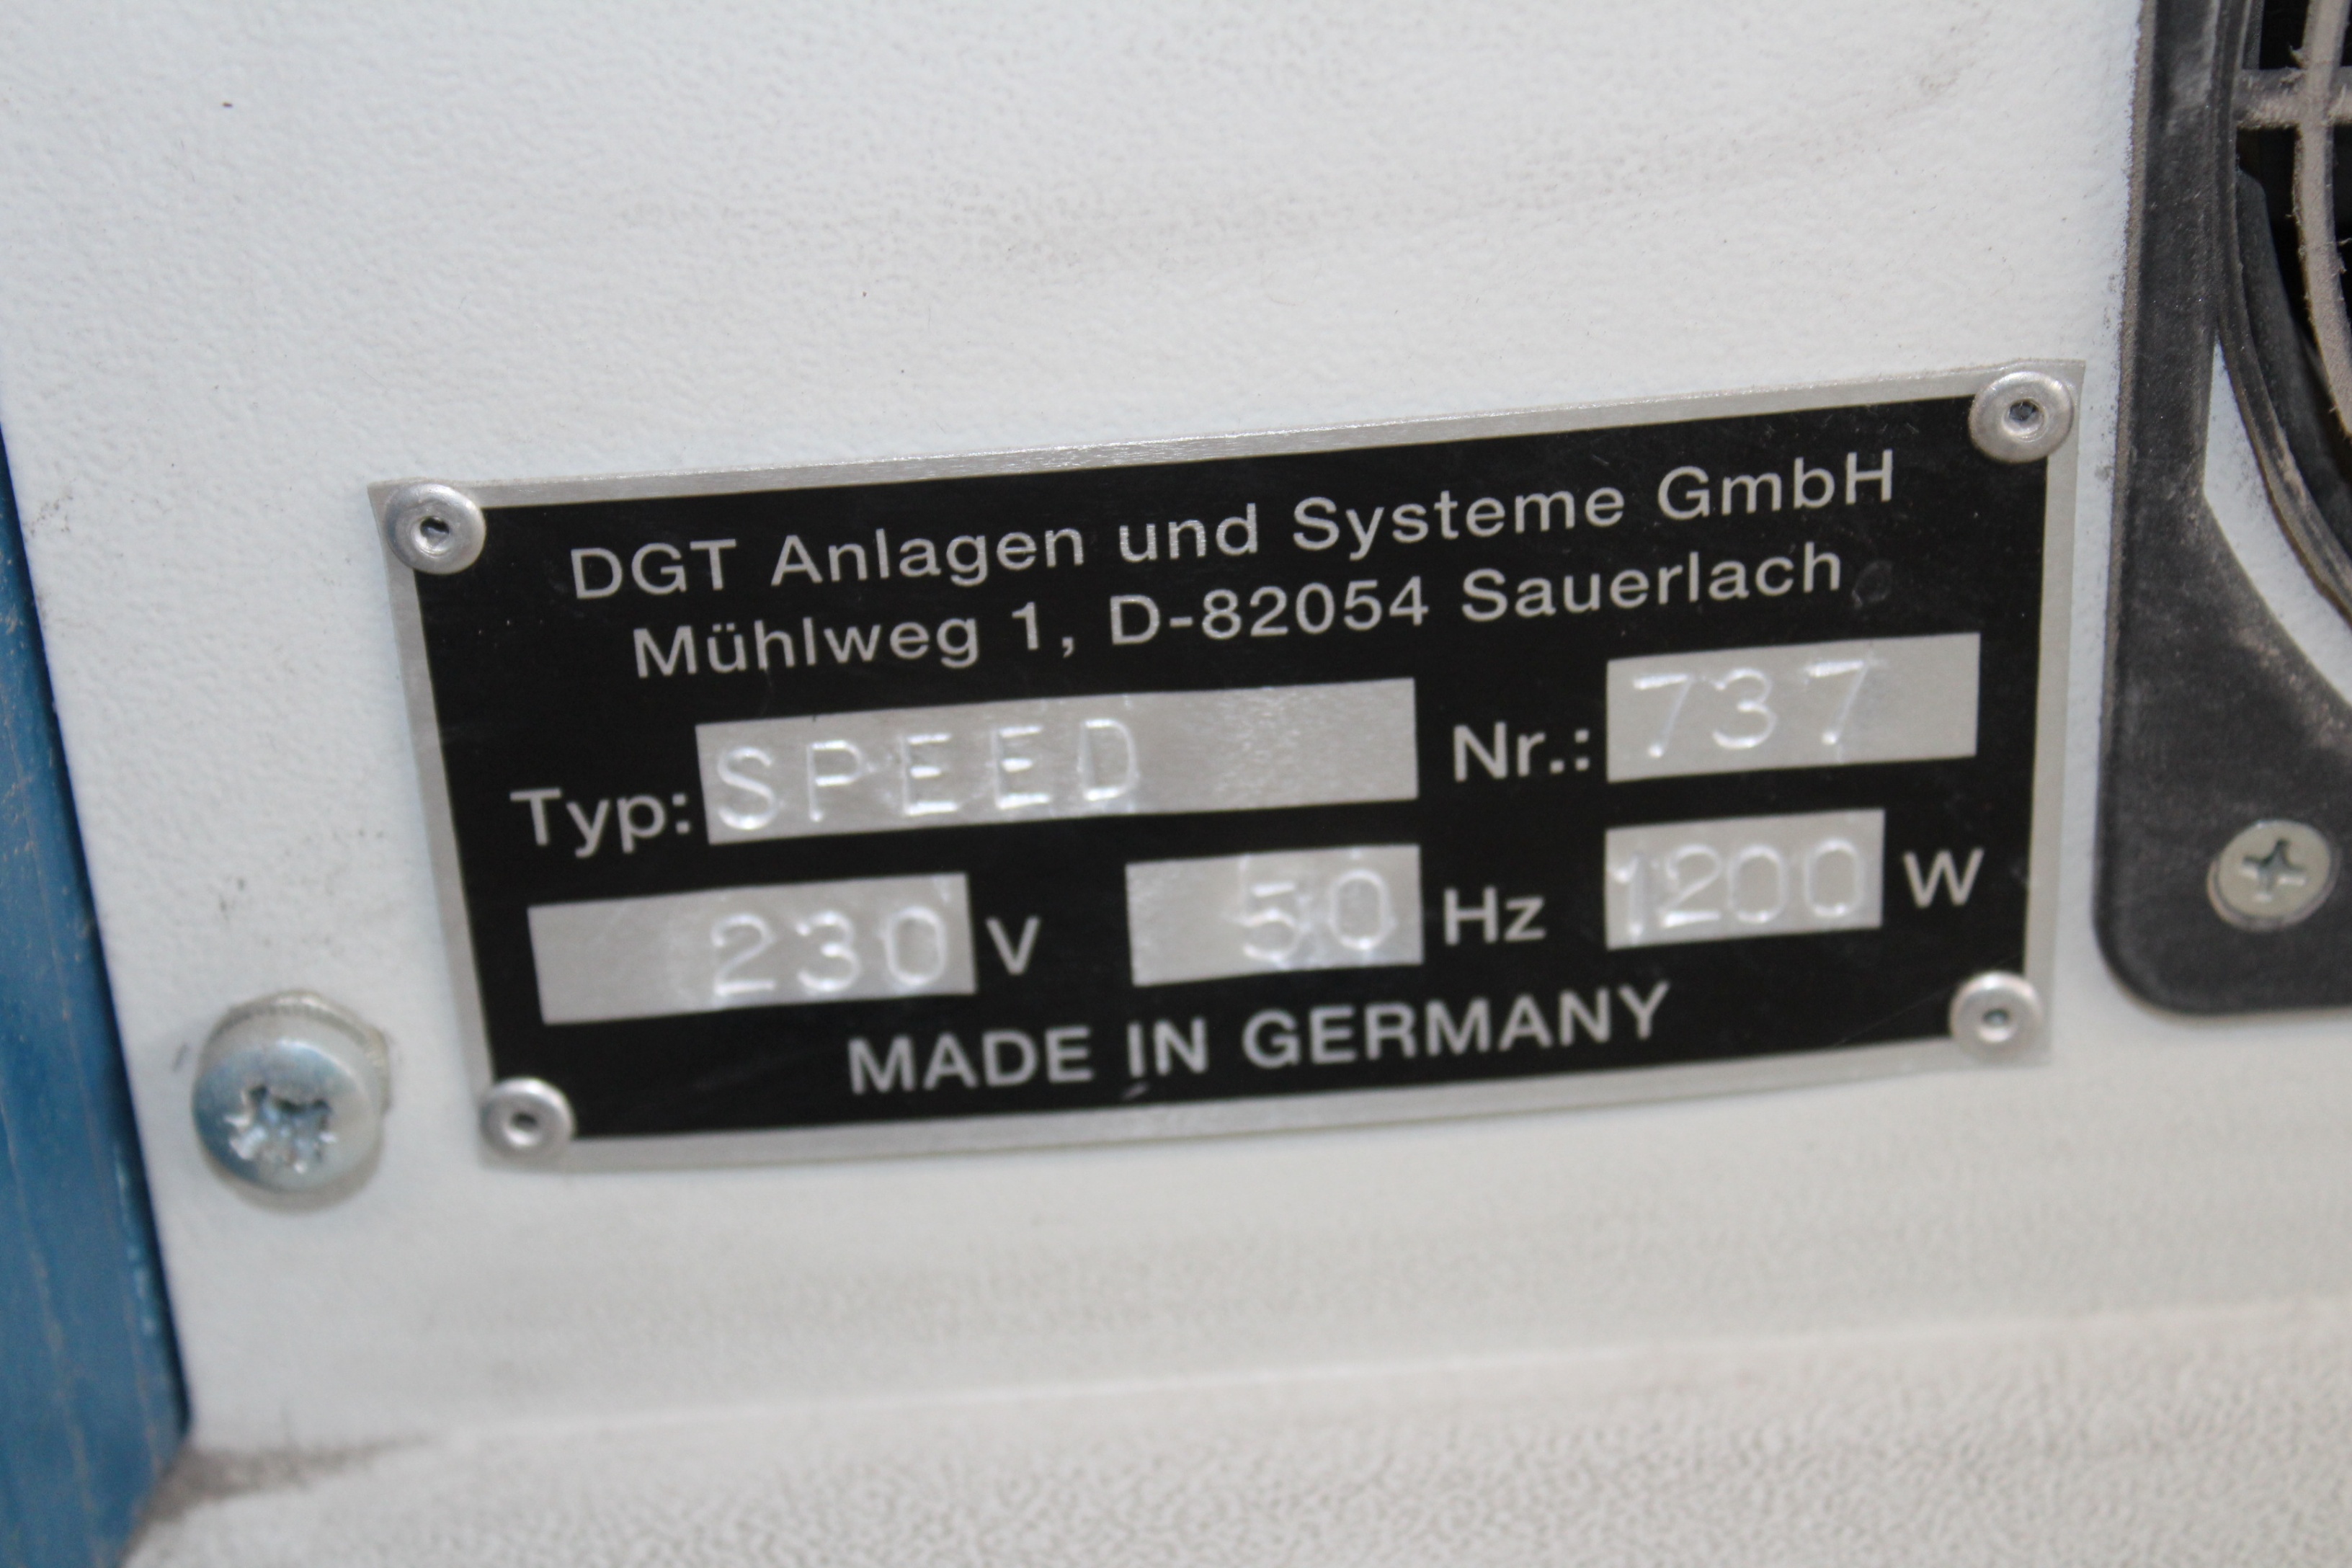 DGT Anlagen und Systeme GmbH
Mühlweg 1, D-82054 Sauerlach
Typ: SPEED Nr.: 737
230 V 50 Hz 1200 W
MADE IN GERMANY